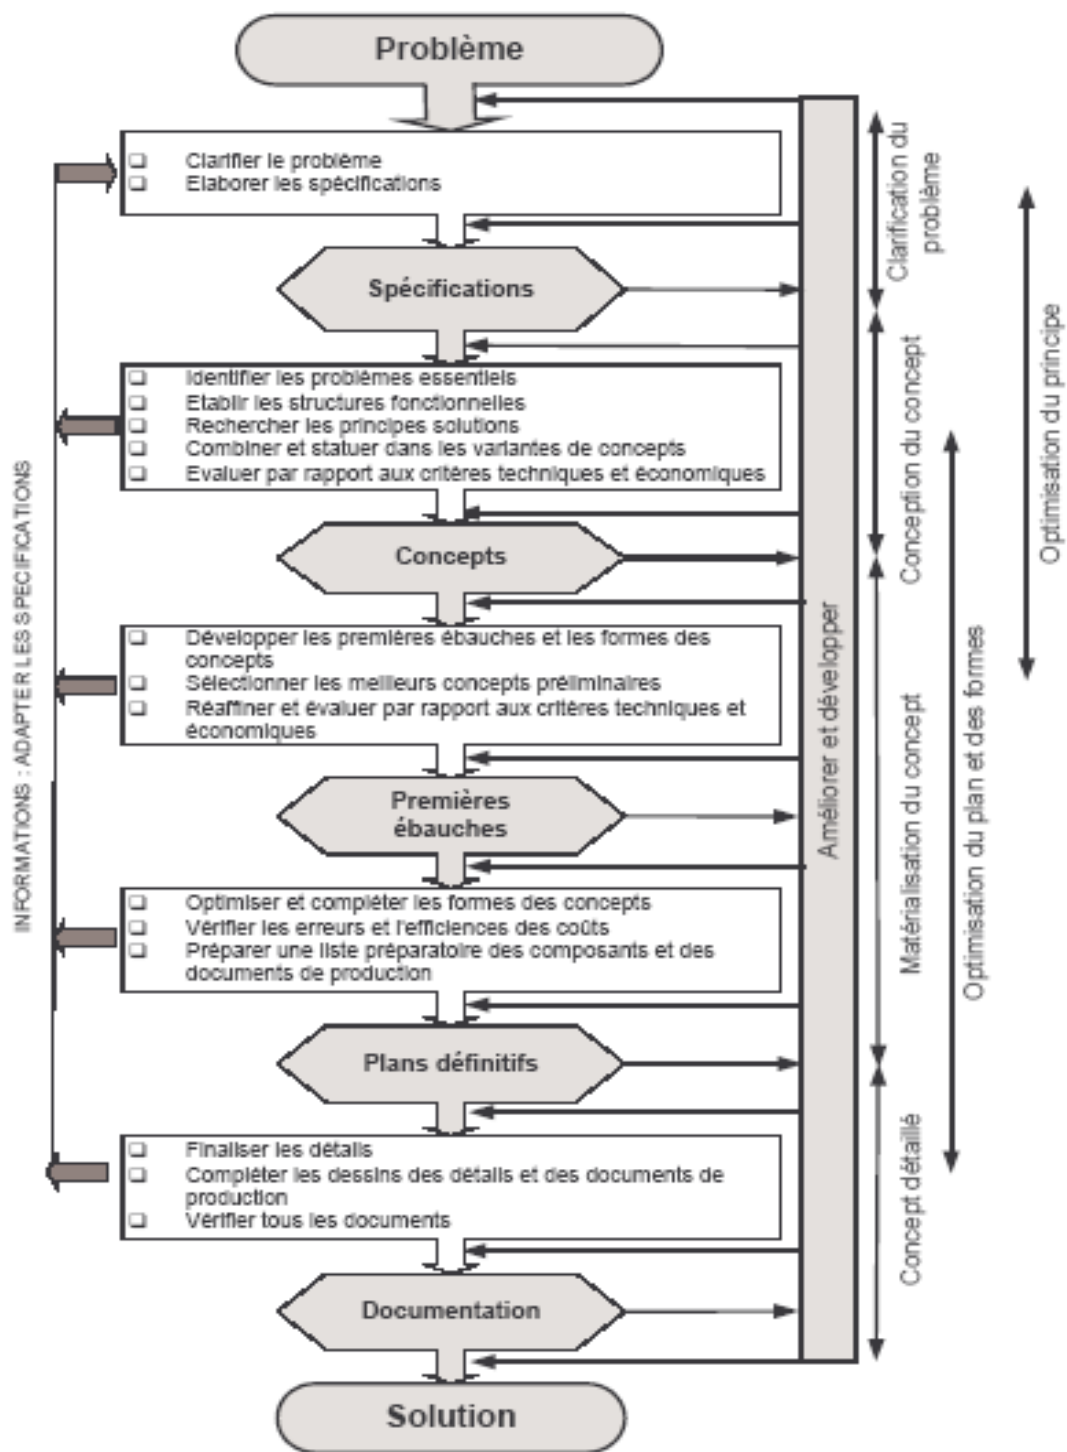 Problème
Clarifier le problème
Elaborer les spécifications
Spécifications
Identifier les problèmes essentiels
Etablir les structures fonctionnelles
Rechercher les principes solutions
Combiner et statuer dans les variantes de concepts
Evaluer par rapport aux critères techniques et économiques
Concepts
Développer les premières ébauches et les formes des
concepts
Sélectionner les meilleurs concepts préliminaires
Réaffiner et évaluer par rapport aux critères techniques et
économiques
Premières
ébauches
Optimiser et compléter les formes des concepts
Vérifier les erreurs et l'efficiences des coûts
Préparer une liste préparatoire des composants et des
documents de production
Plans définitifs
Finaliser les détails
Compléter les dessins des détails et des documents de
production
Vérifier tous les documents
Documentation
Solution
INFORMATIONS : ADAPTER LES SPECIFICATIONS
Améliorer et développer
Clarification du
problème
Conception du concept
Matérialisation du concept
Concept détaillé
Optimisation du plan et des formes
Optimisation du principe